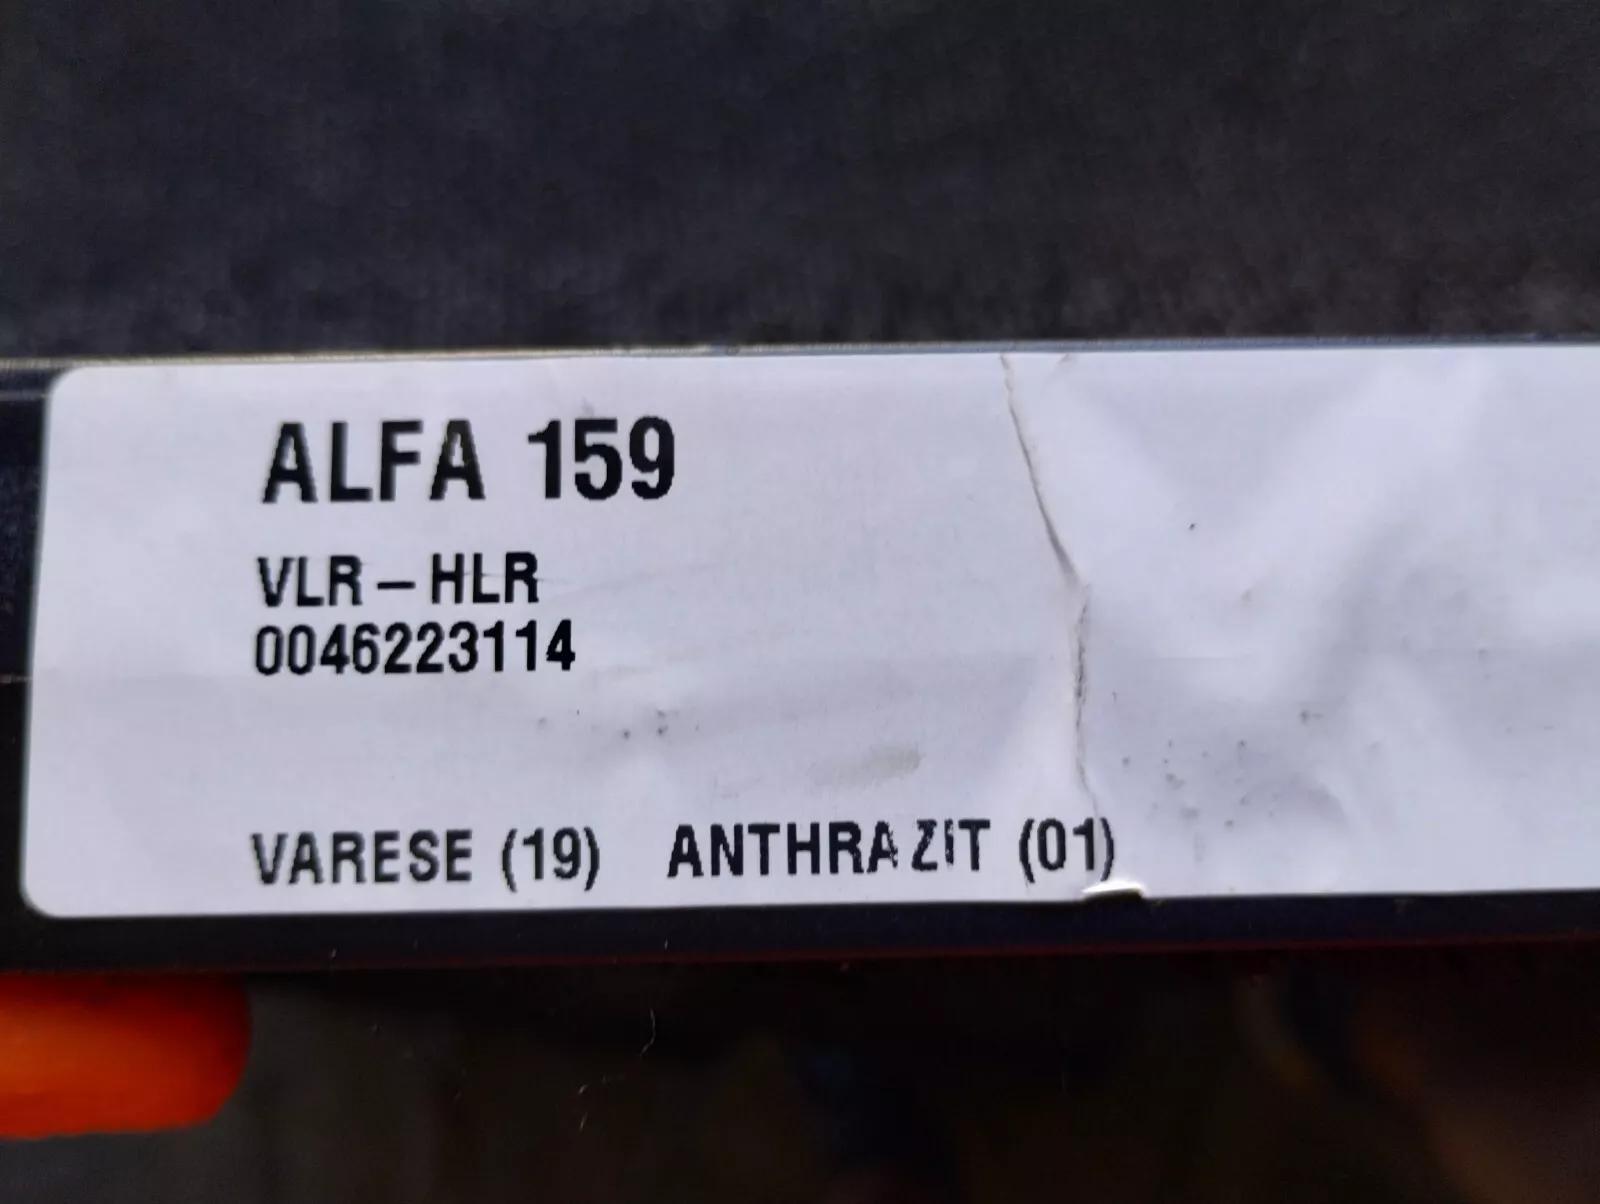 ALFA 159
VLR – HLR
0046223114
VARESE (19) ANTHRAZIT (01)